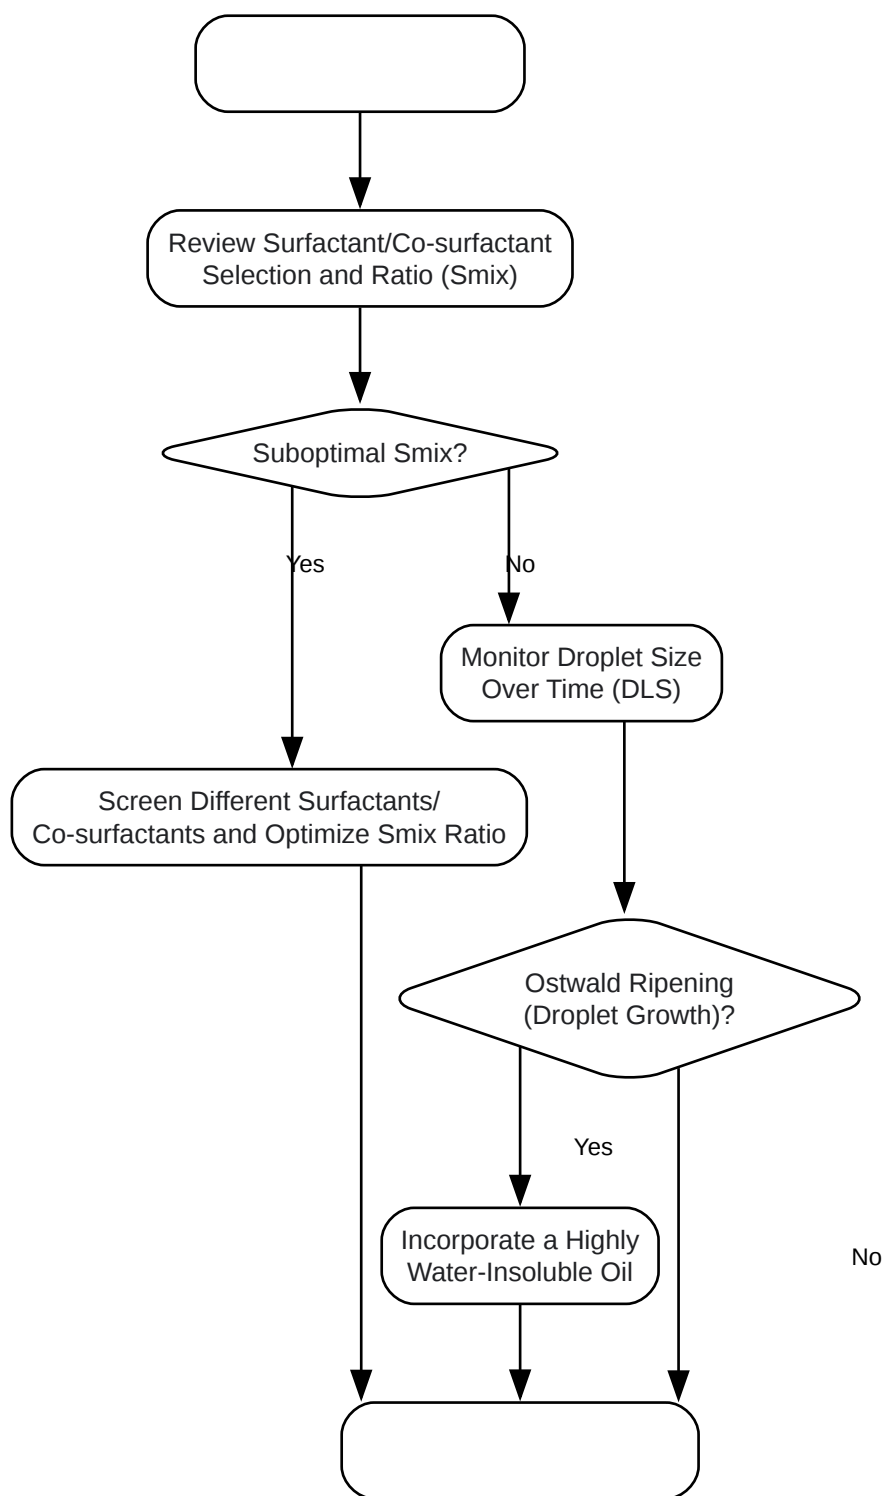 Review Surfactant/Co-surfactant
Selection and Ratio (Smix)
Suboptimal Smix?
Yes
No
Monitor Droplet Size
Over Time (DLS)
Screen Different Surfactants/
Co-surfactants and Optimize Smix Ratio
Ostwald Ripening
(Droplet Growth)?
Yes
Incorporate a Highly
Water-Insoluble Oil
No